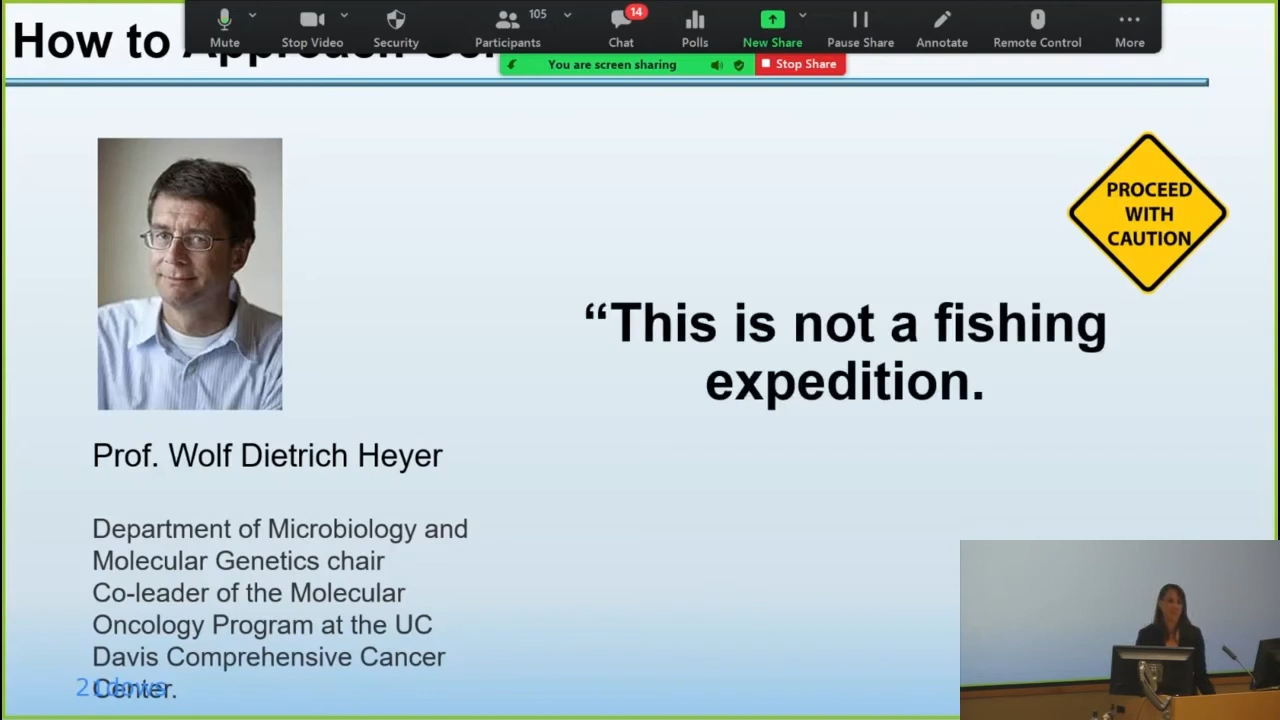 How to Approach
Mute
Stop Video
Security
Participants
105
Chat
14
Polls
New Share
Pause Share
Annotate
Remote Control
More
You are screen sharing
Stop Share
PROCEED
WITH
CAUTION
“This is not a fishing
expedition.
Prof. Wolf Dietrich Heyer
Department of Microbiology and
Molecular Genetics chair
Co-leader of the Molecular
Oncology Program at the UC
Davis Comprehensive Cancer
Center.